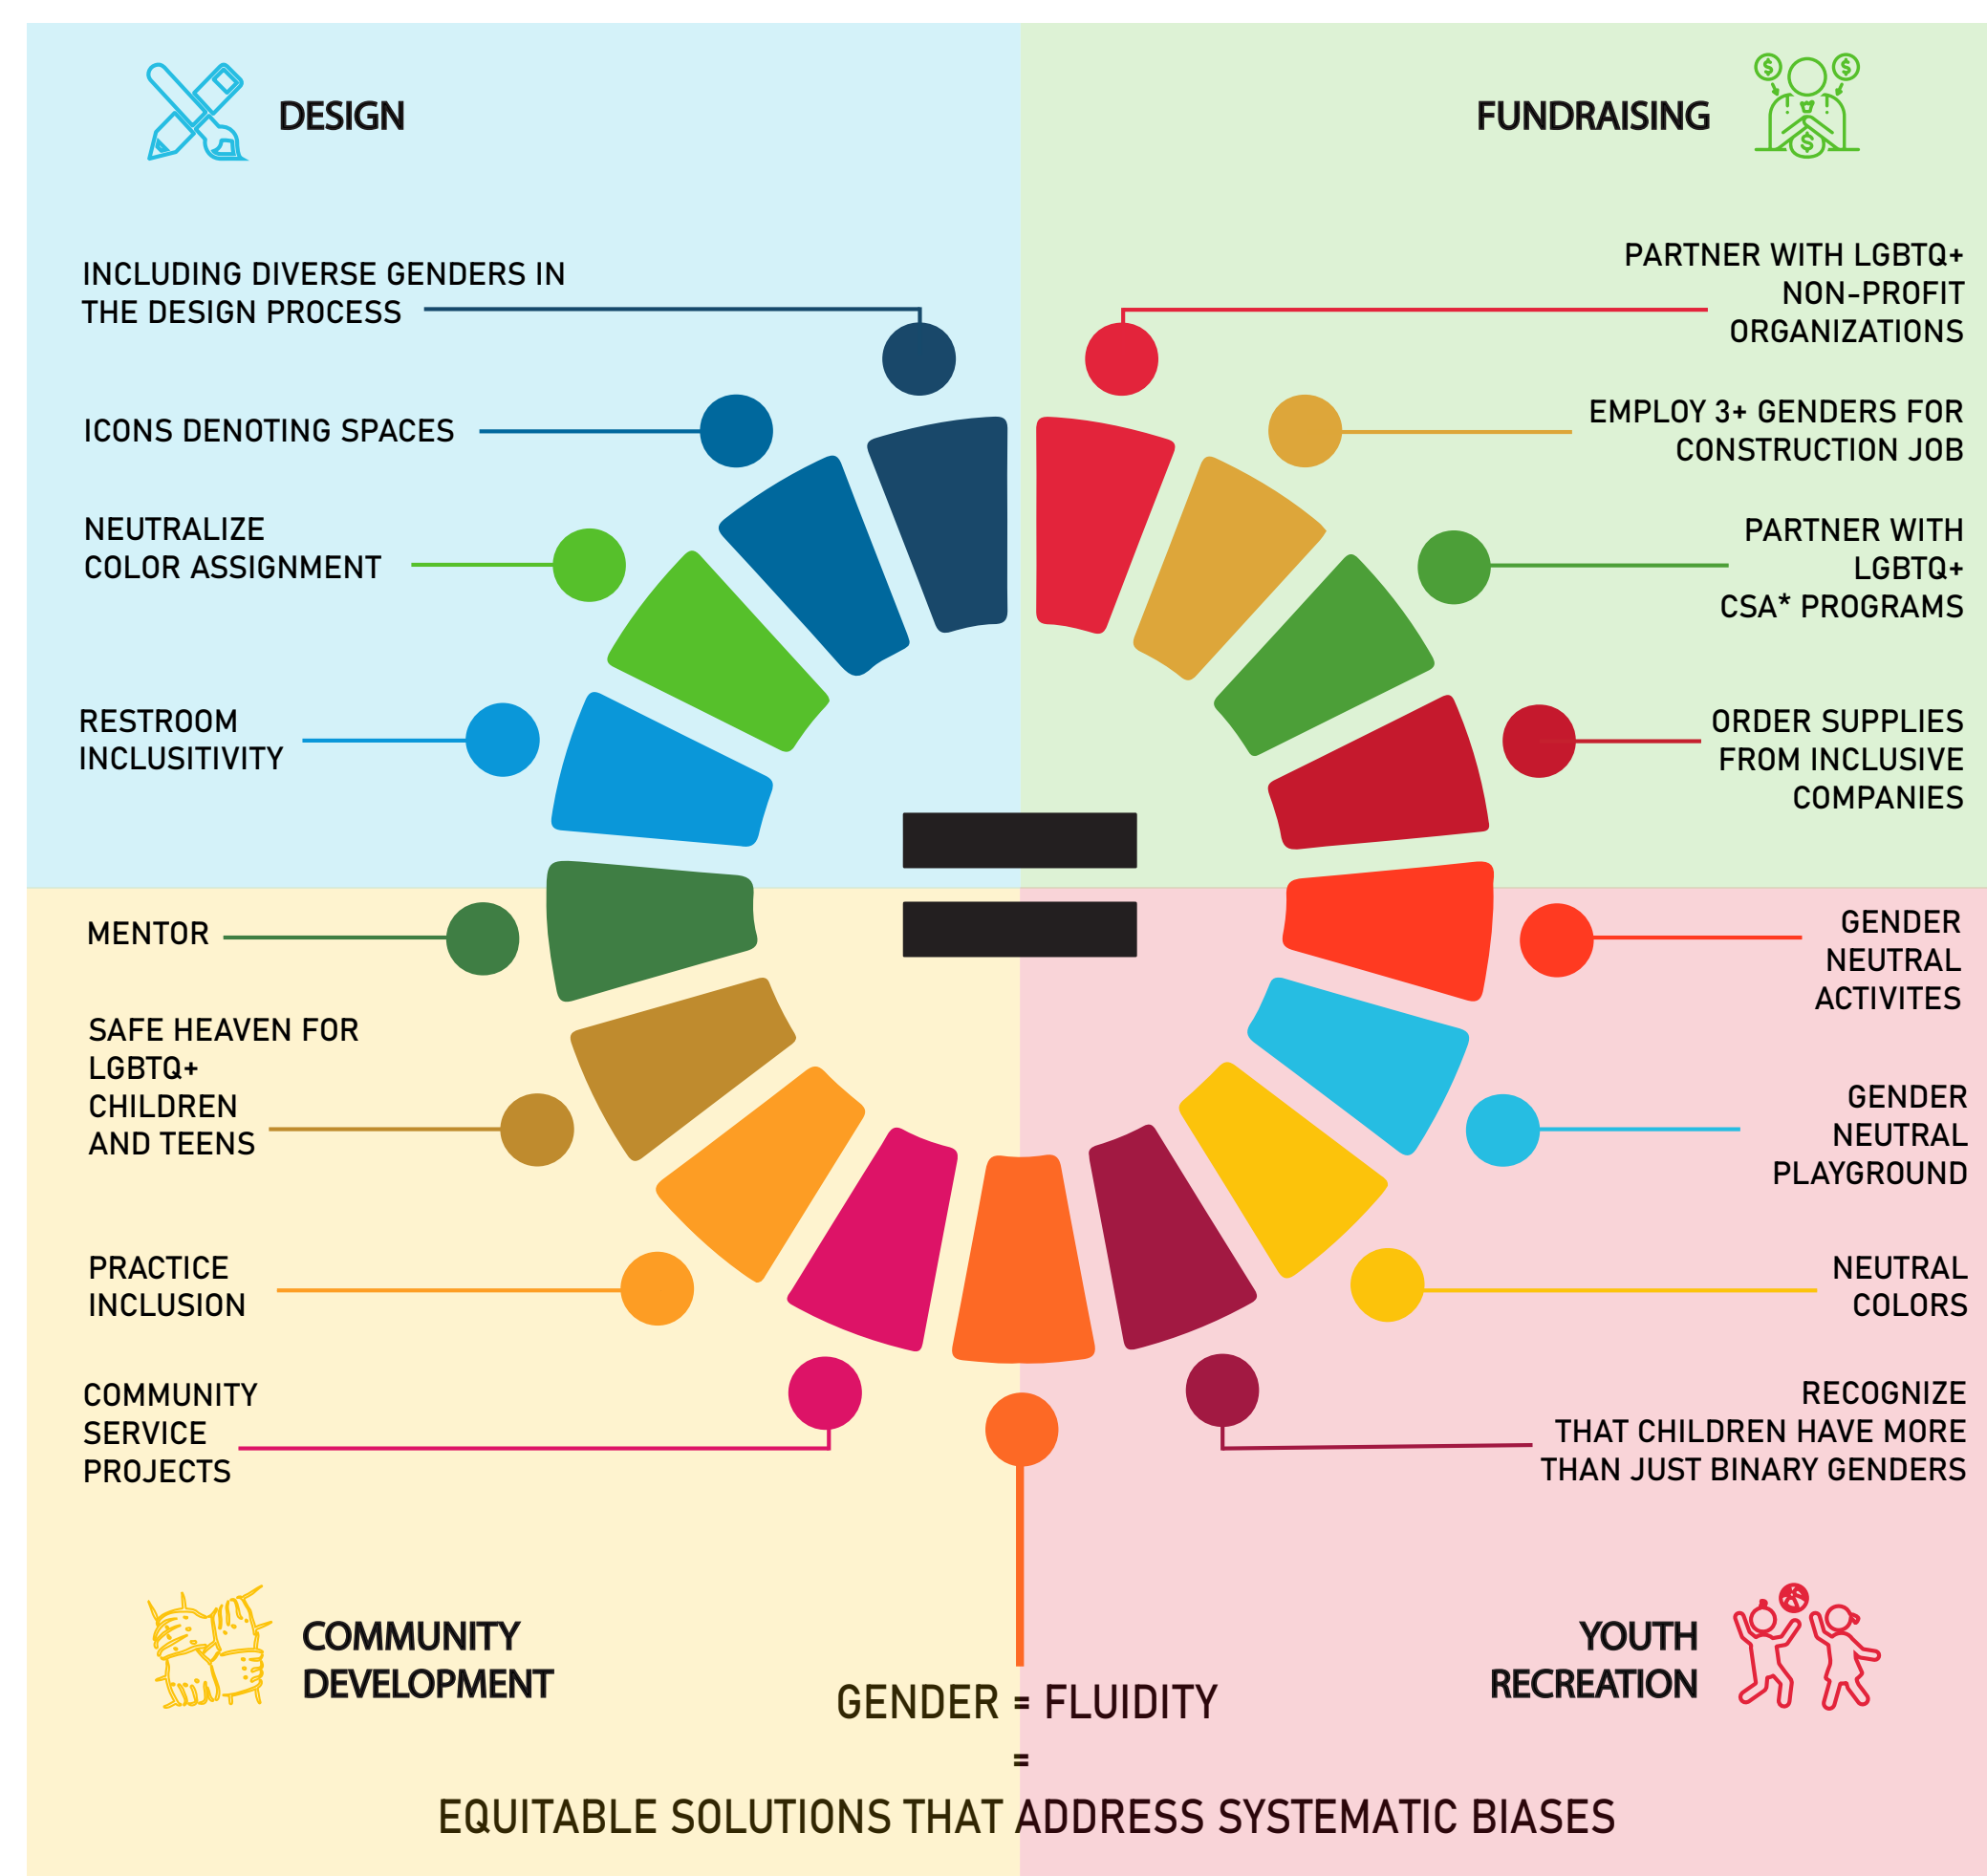 DESIGN
INCLUDING DIVERSE GENDERS IN
THE DESIGN PROCESS
ICONS DENOTING SPACES
NEUTRALIZE
COLOR ASSIGNMENT
RESTROOM
INCLUSITIVITY
FUNDRAISING
PARTNER WITH LGBTQ+
NON-PROFIT
ORGANIZATIONS
EMPLOY 3+ GENDERS FOR
CONSTRUCTION JOB
PARTNER WITH
LGBTQ+
CSA* PROGRAMS
ORDER SUPPLIES
FROM INCLUSIVE
COMPANIES
MENTOR
SAFE HEAVEN FOR
LGBTQ+
CHILDREN
AND TEENS
PRACTICE
INCLUSION
COMMUNITY
SERVICE
PROJECTS
COMMUNITY
DEVELOPMENT
GENDER
NEUTRAL
ACTIVITES
GENDER
NEUTRAL
PLAYGROUND
NEUTRAL
COLORS
RECOGNIZE
THAT CHILDREN HAVE MORE
THAN JUST BINARY GENDERS
YOUTH
RECREATION
GENDER = FLUIDITY
=
EQUITABLE SOLUTIONS THAT ADDRESS SYSTEMATIC BIASES